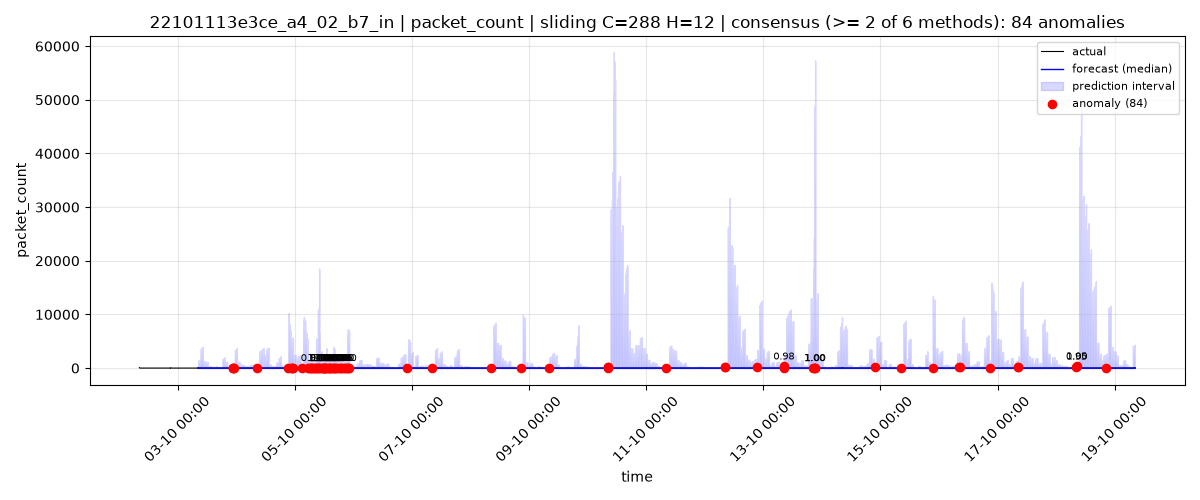 22101113e3ce_a4_02_b7_in | packet_count | sliding C=288 H=12 | consensus (>= 2 of 6 methods): 84 anomalies
60000
50000
40000
30000
20000
10000
0
packet_count
actual
forecast (median)
prediction interval
anomaly (84)
0.98
1.00
03-10 00:00
05-10 00:00
07-10 00:00
09-10 00:00
11-10 00:00
13-10 00:00
15-10 00:00
17-10 00:00
19-10 00:00
time